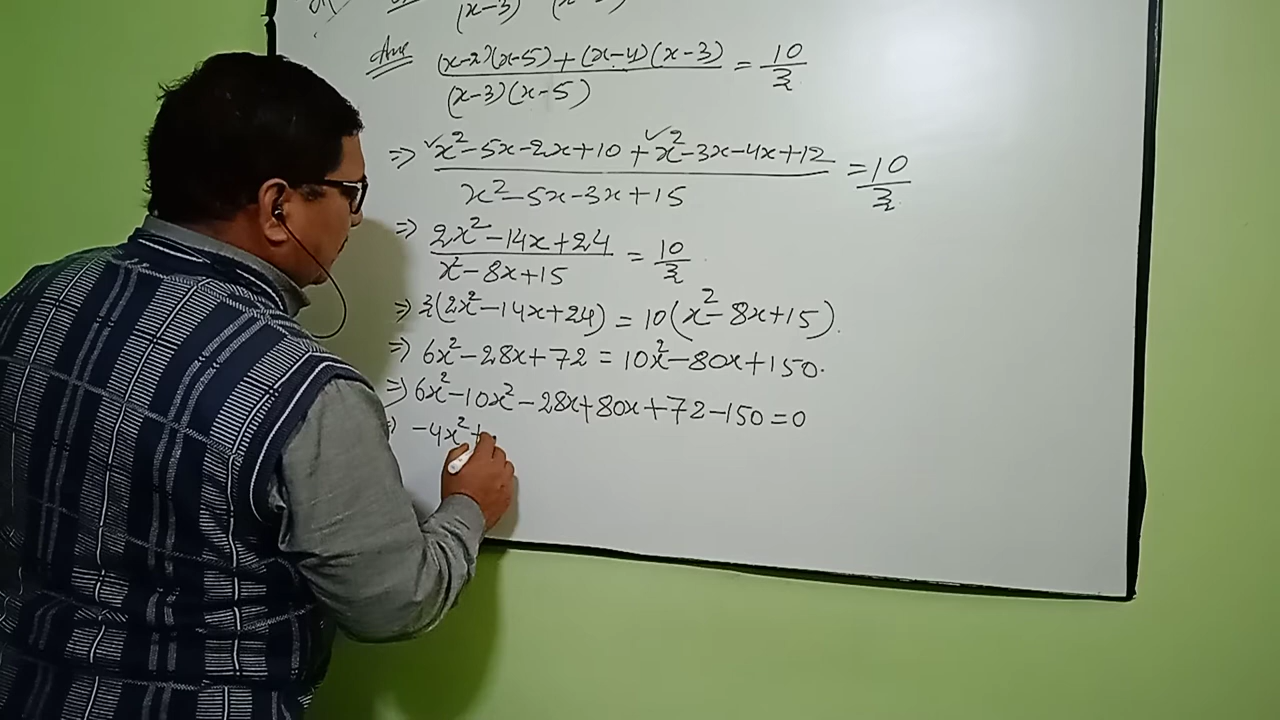 (x-3) (x-
Ans ((x-2)(x-5)+(x-4)(x-3))/((x-3)(x-5)) = 10/3
=> (x²-5x-2x+10+x²-3x-4x+12)/(x²-5x-3x+15) = 10/3
=> (2x²-14x+24)/(x²-8x+15) = 10/3
=> 3(2x²-14x+24) = 10(x²-8x+15).
=> 6x²-28x+72 = 10x²-80x+150.
=> 6x²-10x²-28x+80x+72-150=0
=> -4x²+